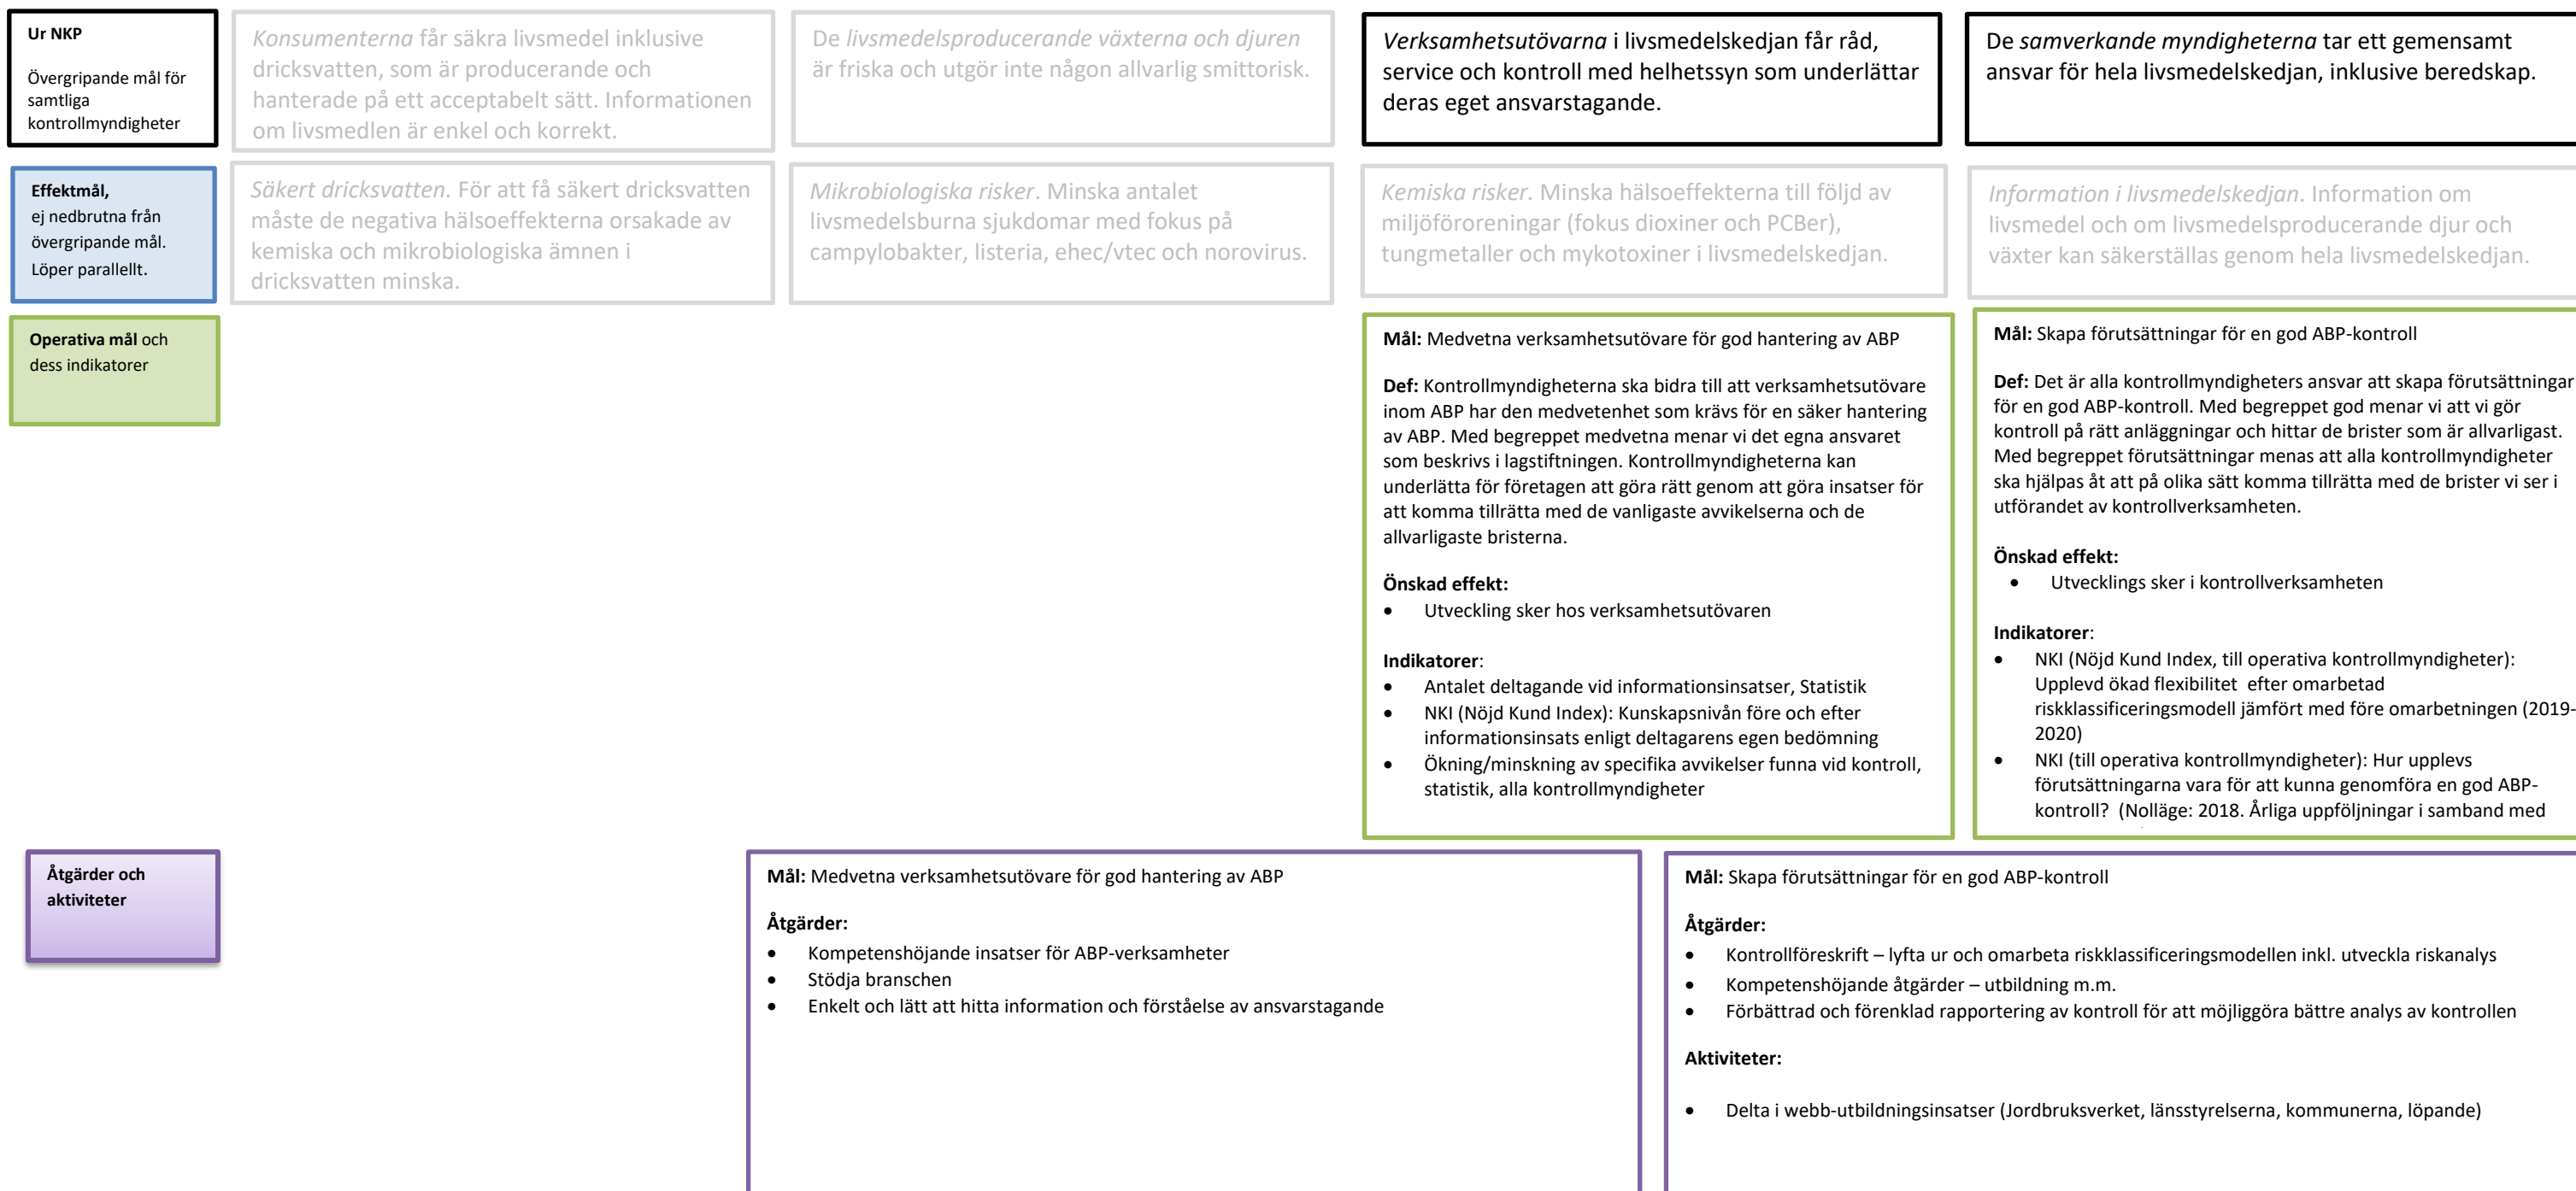 Ur NKP
Övergripande mål för
samtliga
kontrollmyndigheter
Konsumenterna får säkra livsmedel inklusive
dricksvatten, som är producerande och
hanterade på ett acceptabelt sätt. Informationen
om livsmedlen är enkel och korrekt.
De livsmedelsproducerande växterna och djuren
är friska och utgör inte någon allvarlig smittorisk.
Verksamhetsutövarna i livsmedelskedjan får råd,
service och kontroll med helhetssyn som underlättar
deras eget ansvarstagande.
De samverkande myndigheterna tar ett gemensamt
ansvar för hela livsmedelskedjan, inklusive beredskap.
Effektmål,
ej nedbrutna från
övergripande mål.
Löper parallellt.
Säkert dricksvatten. För att få säkert dricksvatten
måste de negativa hälsoeffekterna orsakade av
kemiska och mikrobiologiska ämnen i
dricksvatten minska.
Mikrobiologiska risker. Minska antalet
livsmedelsburna sjukdomar med fokus på
campylobakter, listeria, ehec/vtec och norovirus.
Kemiska risker. Minska hälsoeffekterna till följd av
miljöföroreningar (fokus dioxiner och PCBer),
tungmetaller och mykotoxiner i livsmedelskedjan.
Information i livsmedelskedjan. Information om
livsmedel och om livsmedelsproducerande djur och
växter kan säkerställas genom hela livsmedelskedjan.
Operativa mål och
dess indikatorer
Mål: Medvetna verksamhetsutövare för god hantering av ABP
Def: Kontrollmyndigheterna ska bidra till att verksamhetsutövare
inom ABP har den medvetenhet som krävs för en säker hantering
av ABP. Med begreppet medvetna menar vi det egna ansvaret
som beskrivs i lagstiftningen. Kontrollmyndigheterna kan
underlätta för företagen att göra rätt genom att göra insatser för
att komma tillrätta med de vanligaste avvikelserna och de
allvarligaste bristerna.
Önskad effekt:
• Utveckling sker hos verksamhetsutövaren
Indikatorer:
• Antalet deltagande vid informationsinsatser, Statistik
• NKI (Nöjd Kund Index): Kunskapsnivån före och efter
informationsinsats enligt deltagarens egen bedömning
• Ökning/minskning av specifika avvikelser funna vid kontroll,
statistik, alla kontrollmyndigheter
Mål: Skapa förutsättningar för en god ABP-kontroll
Def: Det är alla kontrollmyndigheters ansvar att skapa förutsättningar
för en god ABP-kontroll. Med begreppet god menar vi att vi gör
kontroll på rätt anläggningar och hittar de brister som är allvarligast.
Med begreppet förutsättningar menas att alla kontrollmyndigheter
ska hjälpas åt att på olika sätt komma tillrätta med de brister vi ser i
utförandet av kontrollverksamheten.
Önskad effekt:
• Utvecklings sker i kontrollverksamheten
Indikatorer:
• NKI (Nöjd Kund Index, till operativa kontrollmyndigheter):
Upplevd ökad flexibilitet efter omarbetad
riskklassificeringsmodell jämfört med före omarbetningen (2019-
2020)
• NKI (till operativa kontrollmyndigheter): Hur upplevs
förutsättningarna vara för att kunna genomföra en god ABP-
kontroll? (Nolläge: 2018. Årliga uppföljningar i samband med
Åtgärder och
aktiviteter
Mål: Medvetna verksamhetsutövare för god hantering av ABP
Åtgärder:
• Kompetenshöjande insatser för ABP-verksamheter
• Stödja branschen
• Enkelt och lätt att hitta information och förståelse av ansvarstagande
Mål: Skapa förutsättningar för en god ABP-kontroll
Åtgärder:
• Kontrollföreskrift – lyfta ur och omarbeta riskklassificeringsmodellen inkl. utveckla riskanalys
• Kompetenshöjande åtgärder – utbildning m.m.
• Förbättrad och förenklad rapportering av kontroll för att möjliggöra bättre analys av kontrollen
Aktiviteter:
• Delta i webb-utbildningsinsatser (Jordbruksverket, länsstyrelserna, kommunerna, löpande)